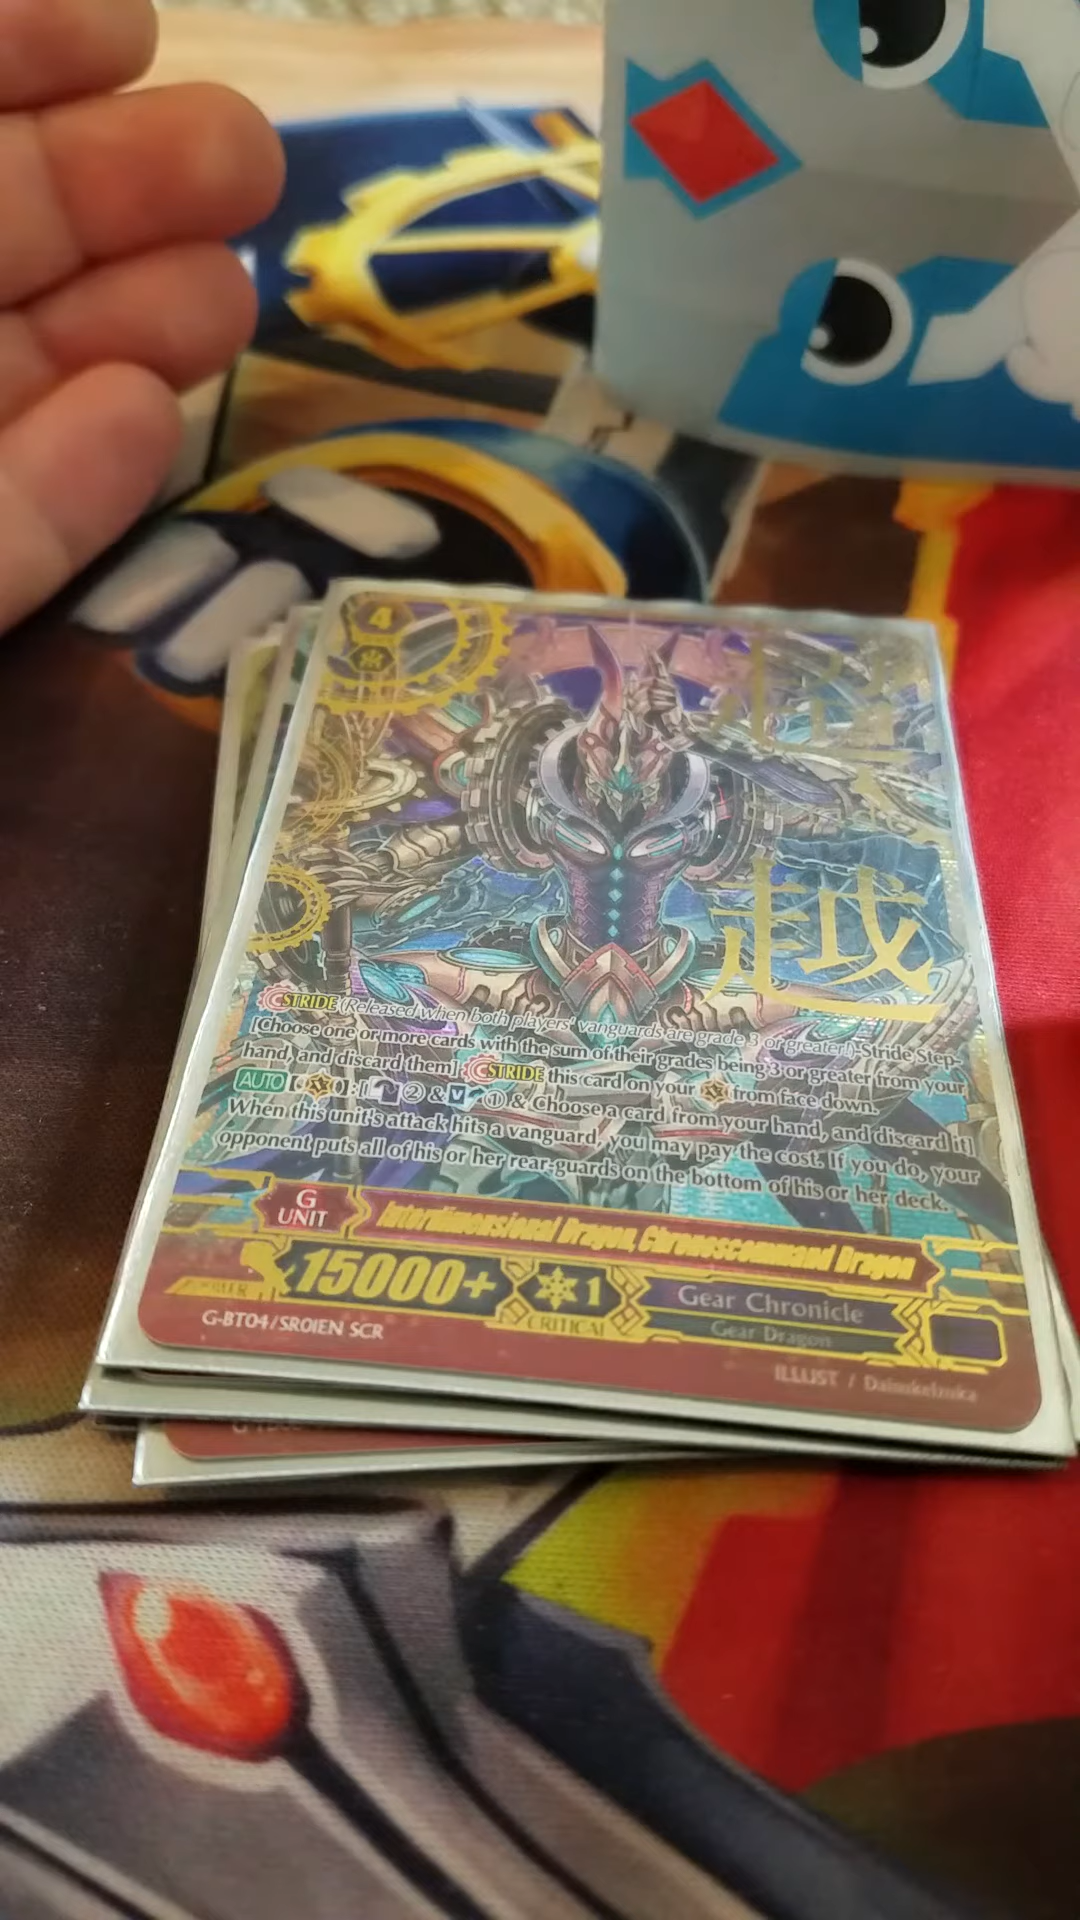 4
超
越
STRIDE (Released when both players' vanguards are grade 3 or greater!)-Stride Step-
[Choose one or more cards with the sum of their grades being 3 or greater from your
hand, and discard them] STRIDE this card on your from face down.
AUTO [ ]:[ 2 & V 1 & Choose a card from your hand, and discard it]
When this unit's attack hits a vanguard, you may pay the cost. If you do, your
opponent puts all of his or her rear-guards on the bottom of his or her deck.
G UNIT
Interdimensional Dragon, Chronoscommand Dragon
POWER 15000+ 1 CRITICAL
Gear Chronicle
Gear Dragon
G-BT04/SR01EN SCR
ILLUST / DaisukeIzuka